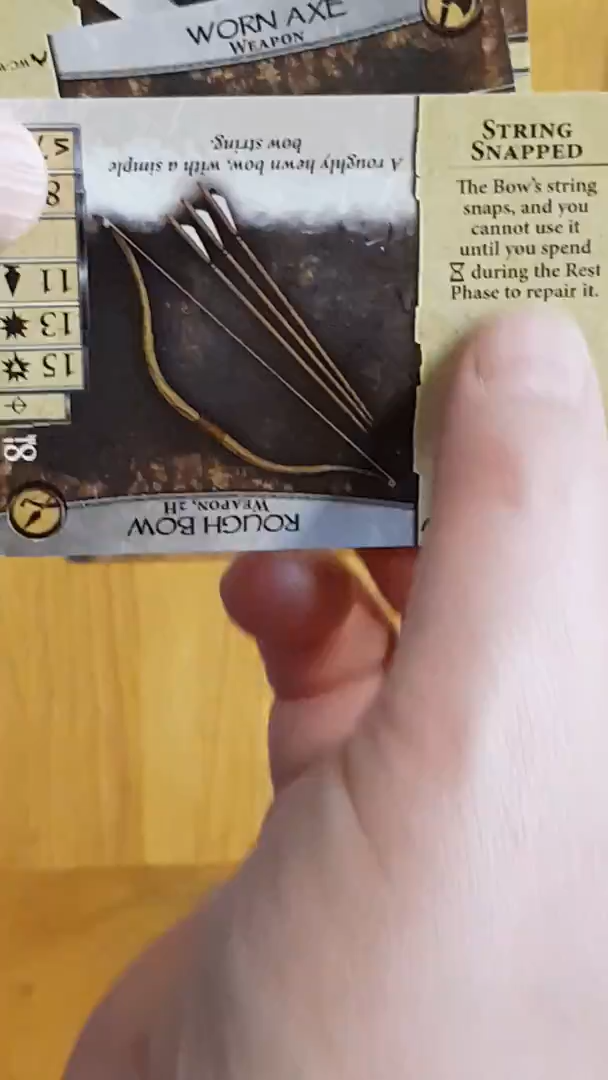 WORN AXE
WEAPON
STRING
SNAPPED
The Bow's string
snaps, and you
cannot use it
until you spend
during the Rest
Phase to repair it.
ROUGH BOW
WEAPON, 2H
18
15
13
11
8
A roughly hewn bow, with a simple
bow string.